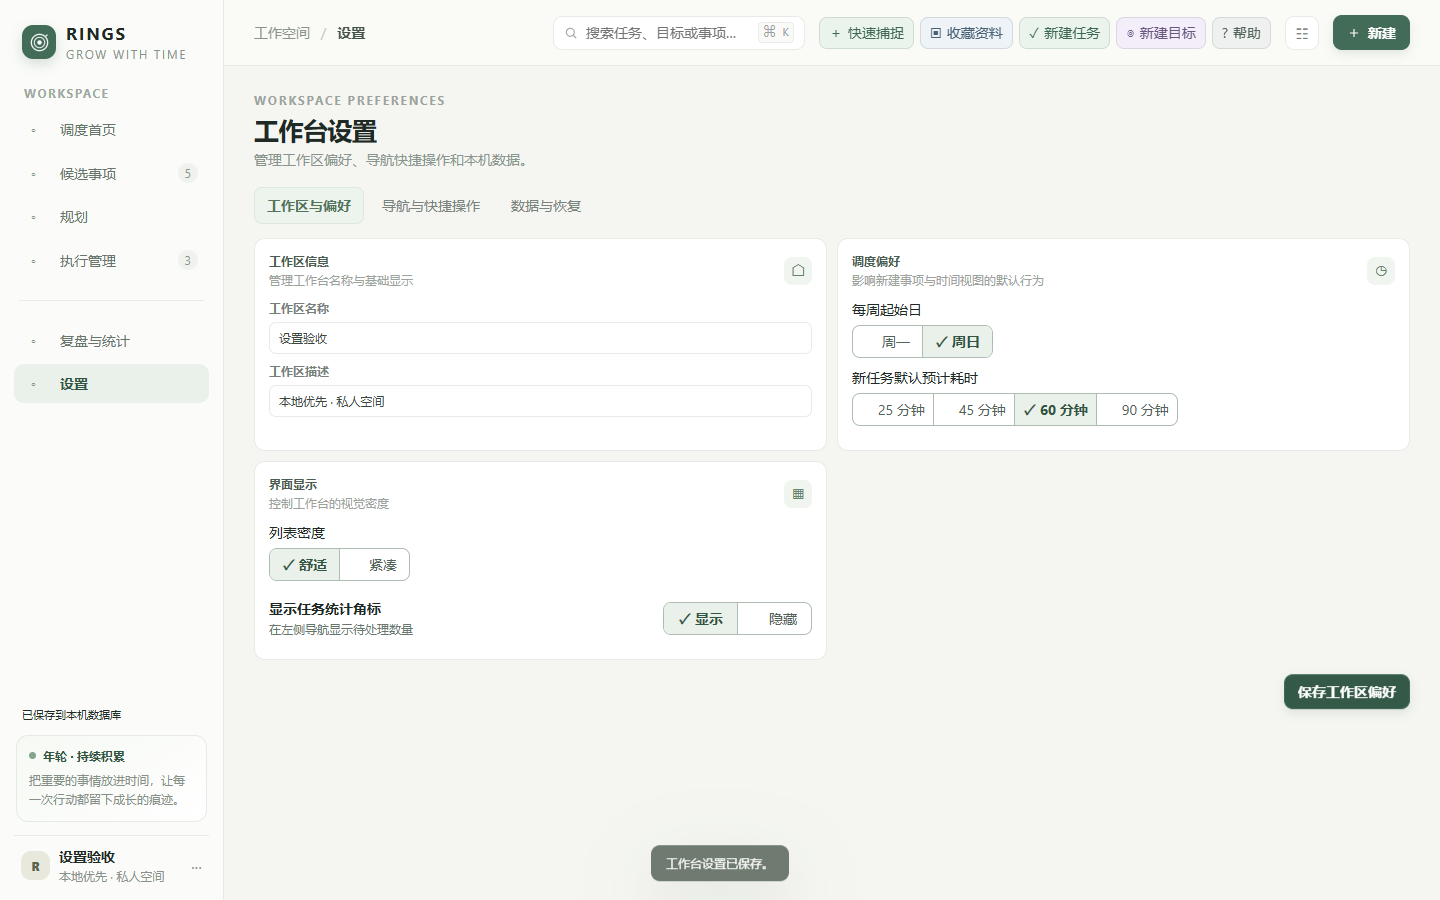 RINGS
GROW WITH TIME
WORKSPACE
调度首页
候选事项 5
规划
执行管理 3
复盘与统计
设置
已保存到本机数据库
年轮 · 持续积累
把重要的事情放进时间，让每
一次行动都留下成长的痕迹。
R
设置验收
本地优先 · 私人空间
...
工作空间 / 设置
搜索任务、目标或事项... ⌘ K
+ 快速捕捉
▣ 收藏资料
✓ 新建任务
◎ 新建目标
? 帮助
+ 新建
WORKSPACE PREFERENCES
工作台设置
管理工作区偏好、导航快捷操作和本机数据。
工作区与偏好
导航与快捷操作
数据与恢复
工作区信息
管理工作台名称与基础显示
工作区名称
设置验收
工作区描述
本地优先 · 私人空间
调度偏好
影响新建事项与时间视图的默认行为
每周起始日
周一 ✓ 周日
新任务默认预计耗时
25 分钟 45 分钟 ✓ 60 分钟 90 分钟
界面显示
控制工作台的视觉密度
列表密度
✓ 舒适 紧凑
显示任务统计角标
在左侧导航显示待处理数量
✓ 显示 隐藏
保存工作区偏好
工作台设置已保存。